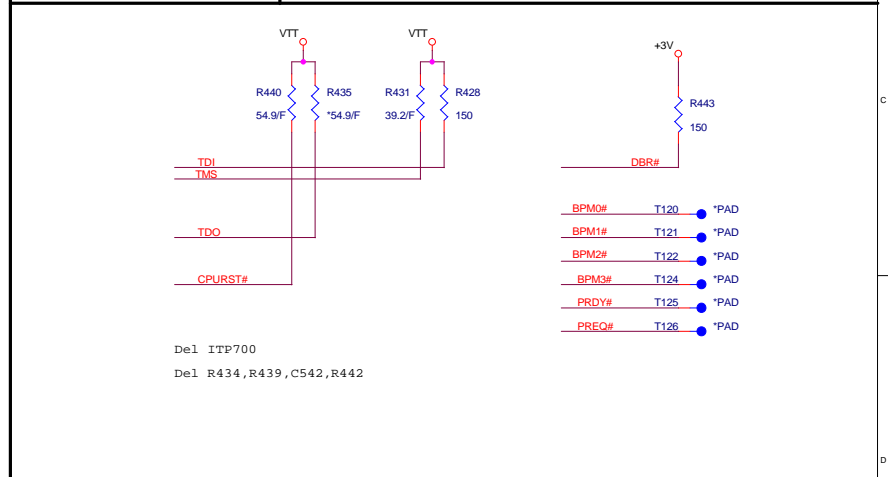 VTT VTT +3V
R440 R435 R431 R428 R443
54.9/F *54.9/F 39.2/F 150 150
TDI DBR#
TMS
BPM0# T120 *PAD
TDO BPM1# T121 *PAD
BPM2# T122 *PAD
CPURST# BPM3# T124 *PAD
PRDY# T125 *PAD
PREQ# T126 *PAD
Del ITP700
Del R434,R439,C542,R442
C
D